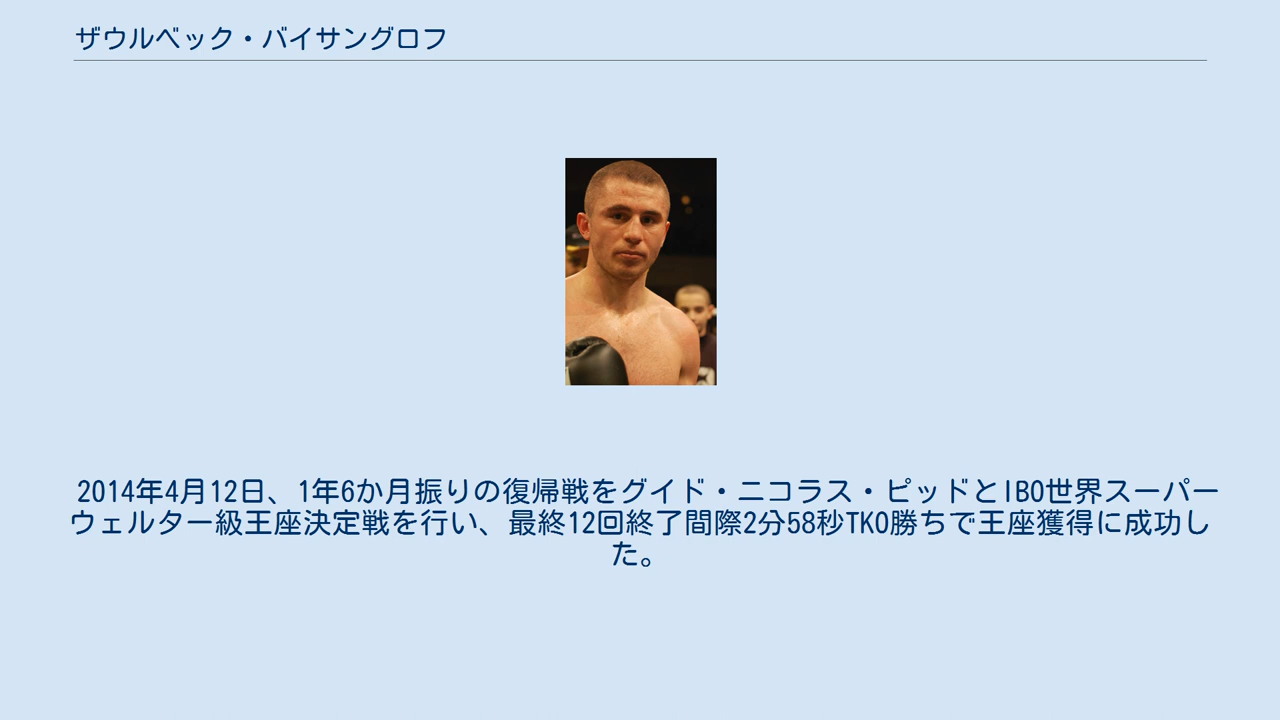 ザウルベック・バイサングロフ
2014年4月12日、1年6か月振りの復帰戦をグイド・ニコラス・ピッドとIBO世界スーパー
ウェルター級王座決定戦を行い、最終12回終了間際2分58秒TKO勝ちで王座獲得に成功し
た。